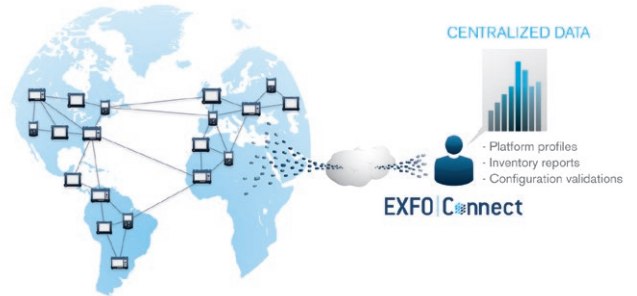 CENTRALIZED DATA
- Platform profiles
- Inventory reports
- Configuration validations
EXFO|Connect